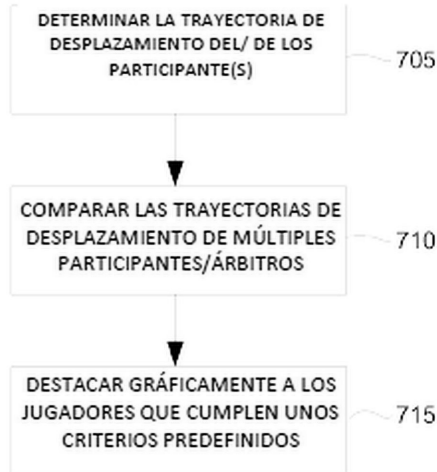 DETERMINAR LA TRAYECTORIA DE
DESPLAZAMIENTO DEL/ DE LOS
PARTICIPANTE(S)
705
COMPARAR LAS TRAYECTORIAS DE
DESPLAZAMIENTO DE MÚLTIPLES
PARTICIPANTES/ÁRBITROS
710
DESTACAR GRÁFICAMENTE A LOS
JUGADORES QUE CUMPLEN UNOS
CRITERIOS PREDEFINIDOS
715